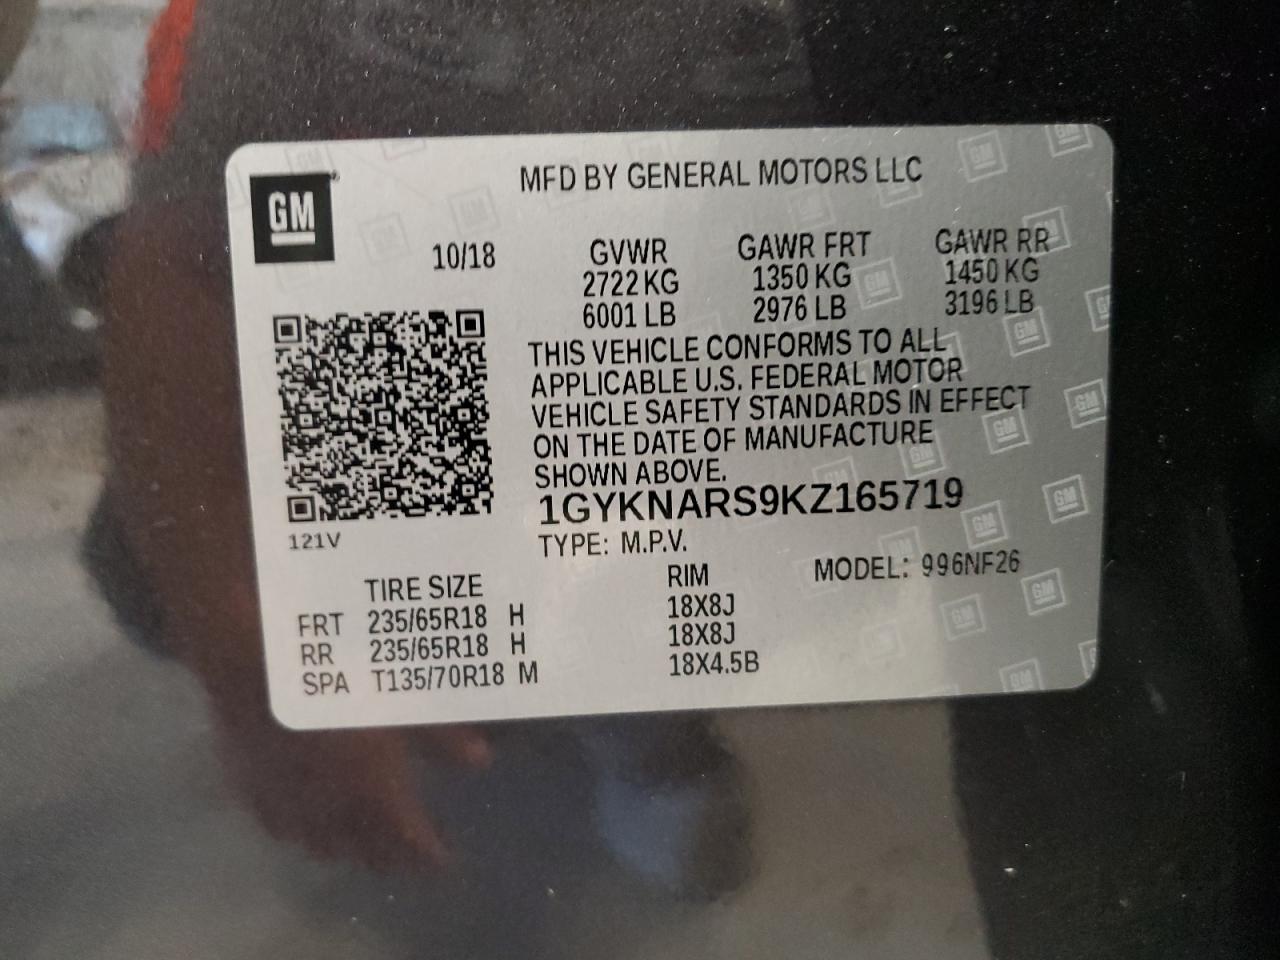 MFD BY GENERAL MOTORS LLC
GM
10/18 GVWR GAWR FRT GAWR RR
2722 KG 1350 KG 1450 KG
6001 LB 2976 LB 3196 LB
THIS VEHICLE CONFORMS TO ALL
APPLICABLE U.S. FEDERAL MOTOR
VEHICLE SAFETY STANDARDS IN EFFECT
ON THE DATE OF MANUFACTURE
SHOWN ABOVE.
1GYKNARS9KZ165719
121V
TYPE: M.P.V.
MODEL: 996NF26
TIRE SIZE RIM
FRT 235/65R18 H 18X8J
RR 235/65R18 H 18X8J
SPA T135/70R18 M 18X4.5B